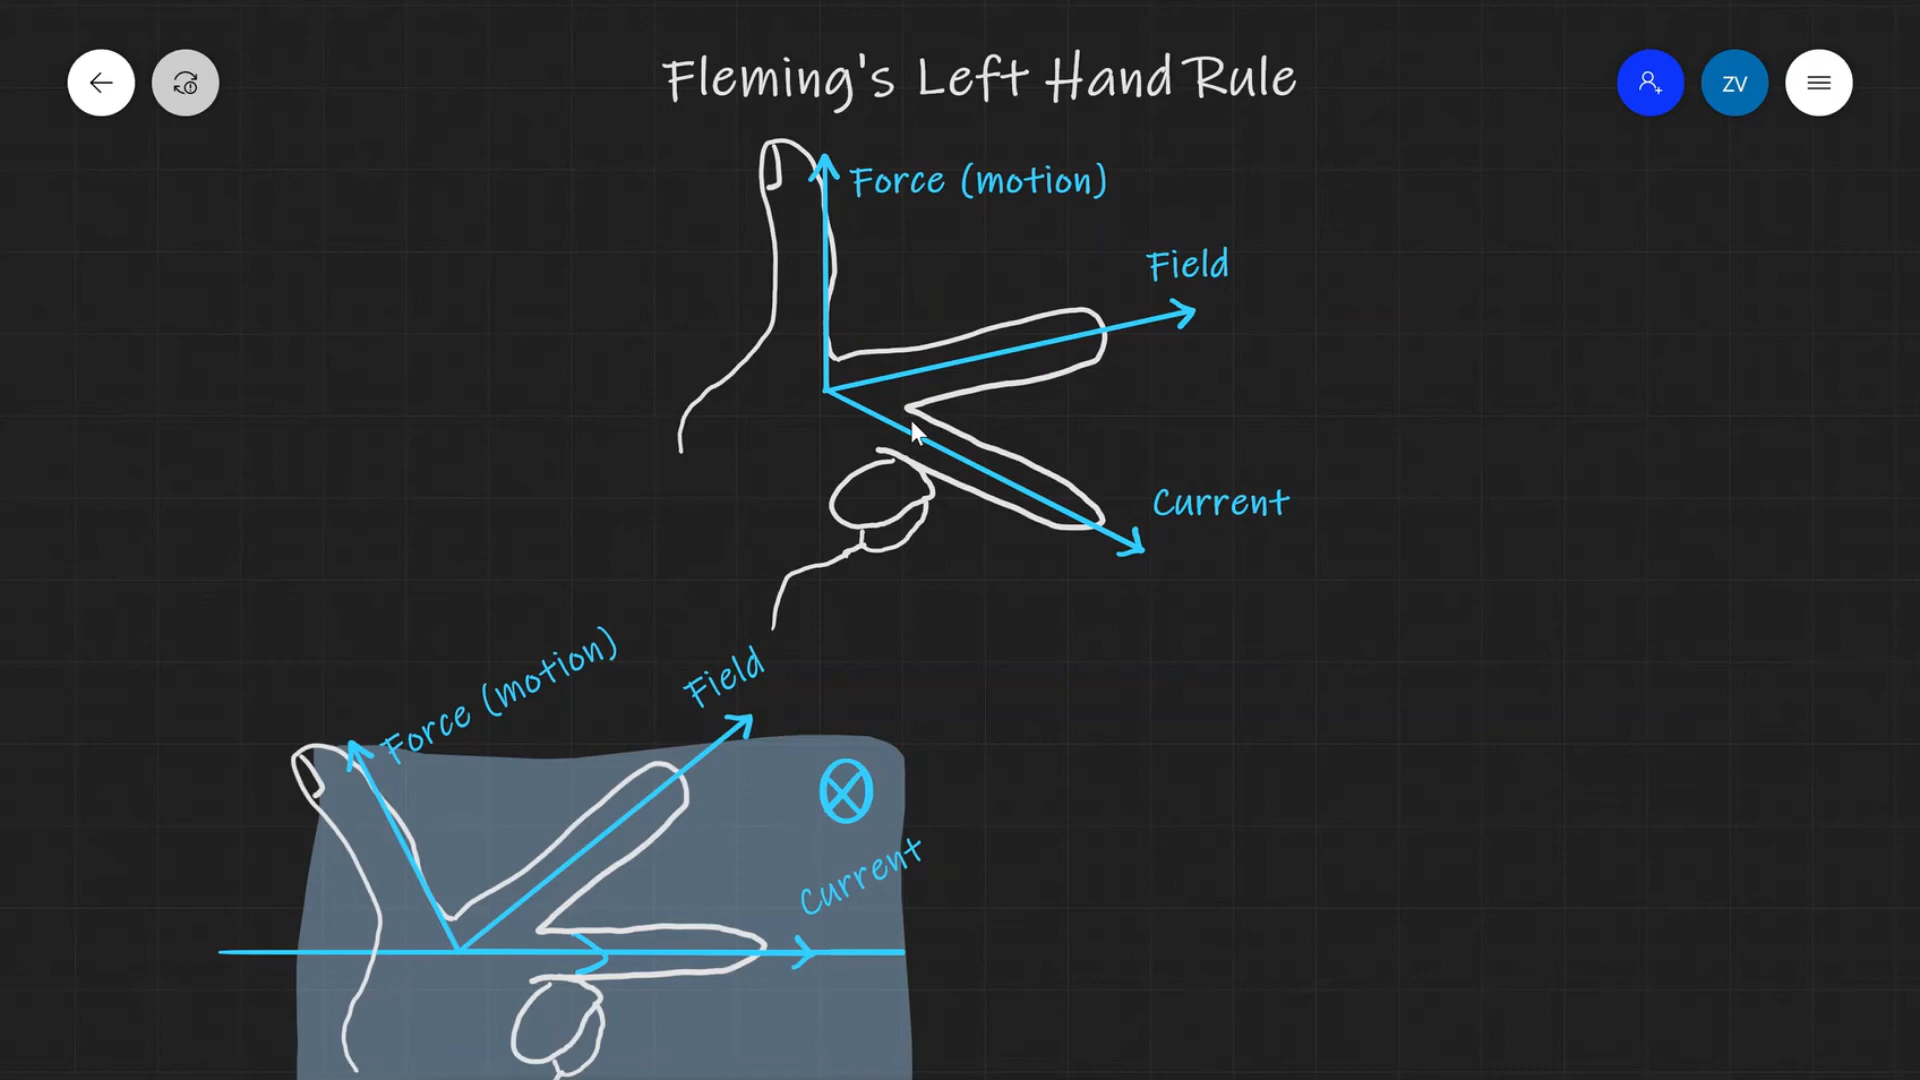 Fleming's Left Hand Rule
ZV
Force (motion)
Field
Current
Force (motion)
Field
Current